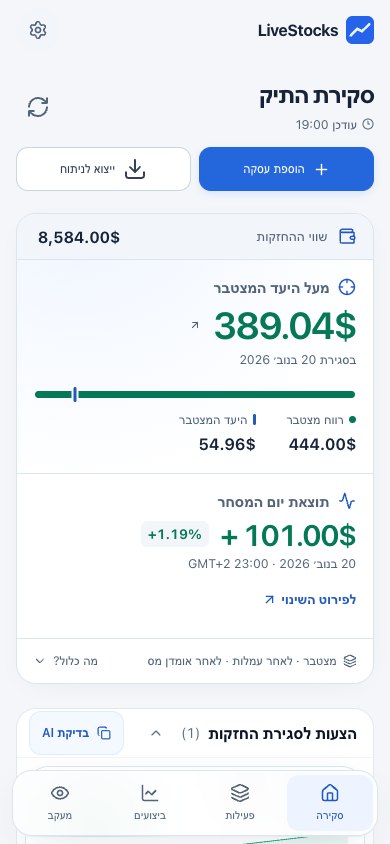 LiveStocks
סקירת התיק
עודכן 19:00
הוספת עסקה
ייצוא לניתוח
שווי ההחזקות
8,584.00$
מעל היעד המצטבר
389.04$
בסגירת 20 בנוב׳ 2026
רווח מצטבר
444.00$
היעד המצטבר
54.96$
תוצאת יום המסחר
+101.00$
+1.19%
20 בנוב׳ 2026 · 23:00 GMT+2
לפירוט השינוי
מצטבר · לאחר עמלות · לאחר אומדן מס
מה כלול?
הצעות לסגירת החזקות (1)
בדיקת AI
סקירה
פעילות
ביצועים
מעקב